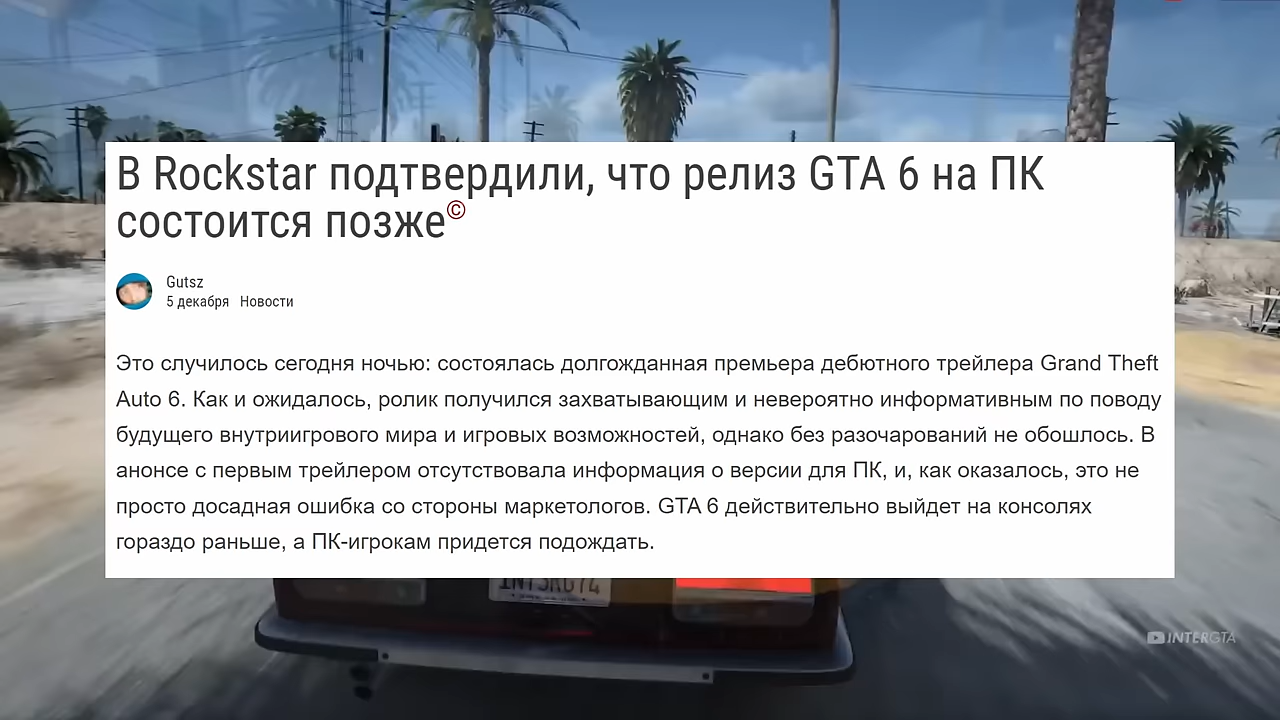 В Rockstar подтвердили, что релиз GTA 6 на ПК
состоится позже©
Gutsz
5 декабря Новости
Это случилось сегодня ночью: состоялась долгожданная премьера дебютного трейлера Grand Theft
Auto 6. Как и ожидалось, ролик получился захватывающим и невероятно информативным по поводу
будущего внутриигрового мира и игровых возможностей, однако без разочарований не обошлось. В
анонсе с первым трейлером отсутствовала информация о версии для ПК, и, как оказалось, это не
просто досадная ошибка со стороны маркетологов. GTA 6 действительно выйдет на консолях
гораздо раньше, а ПК-игрокам придется подождать.
INTERGTA